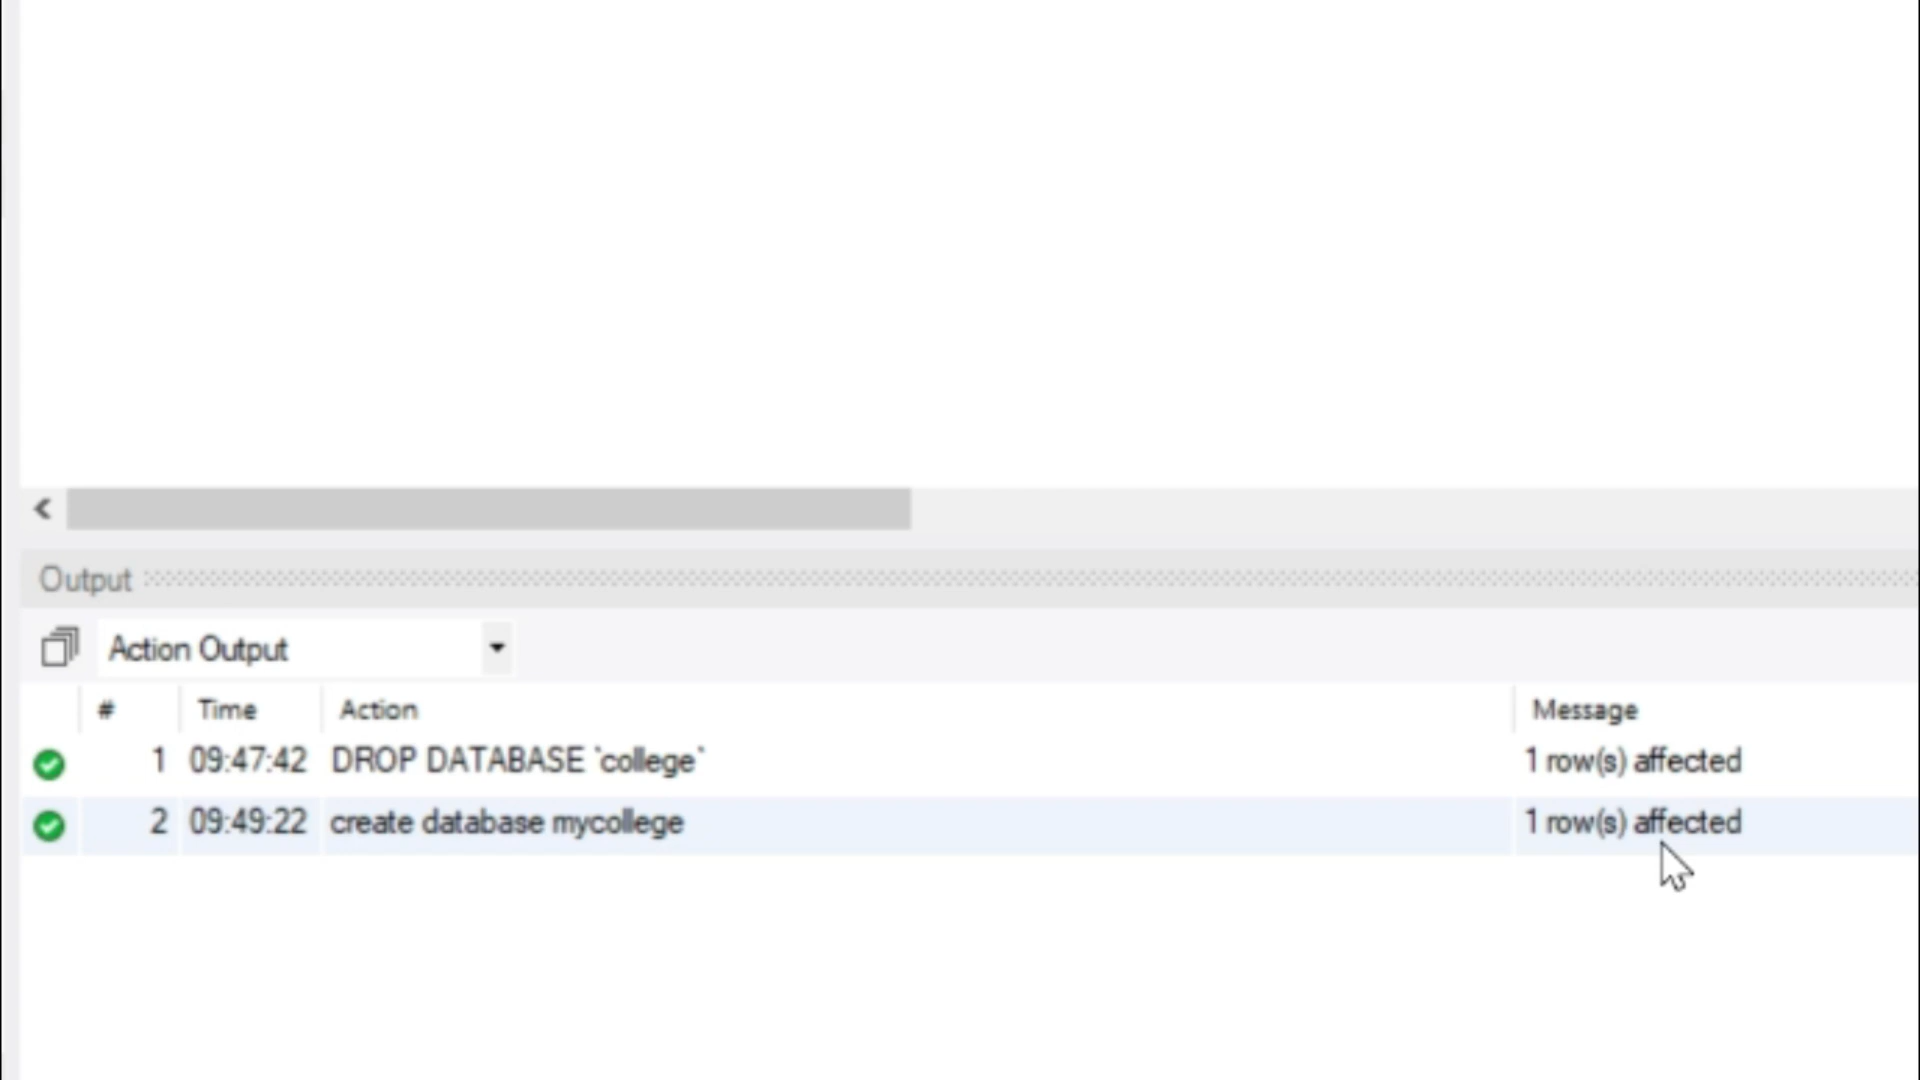 Output
Action Output
# Time Action Message
1 09:47:42 DROP DATABASE `college` 1 row(s) affected
2 09:49:22 create database mycollege 1 row(s) affected